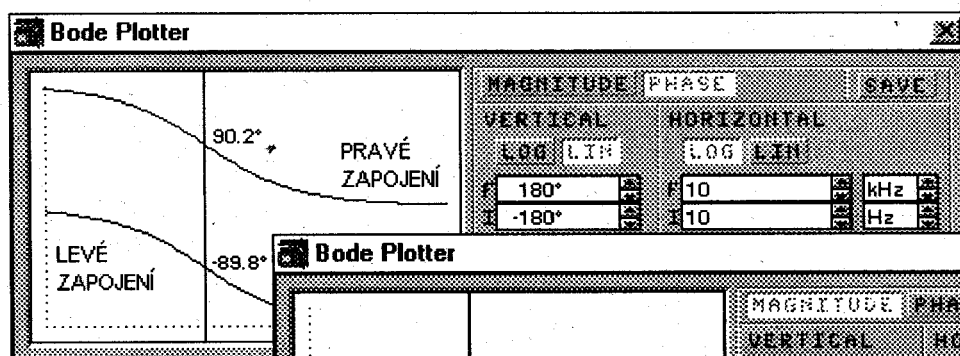 Bode Plotter
MAGNITUDE PHASE SAVE
VERTICAL HORIZONTAL
LOG LIN LOG LIN
F 180° F 10 kHz
I -180° I 10 Hz
90.2°
PRAVÉ
ZAPOJENÍ
-89.8°
LEVÉ
ZAPOJENÍ
Bode Plotter
MAGNITUDE PHA
VERTICAL HO